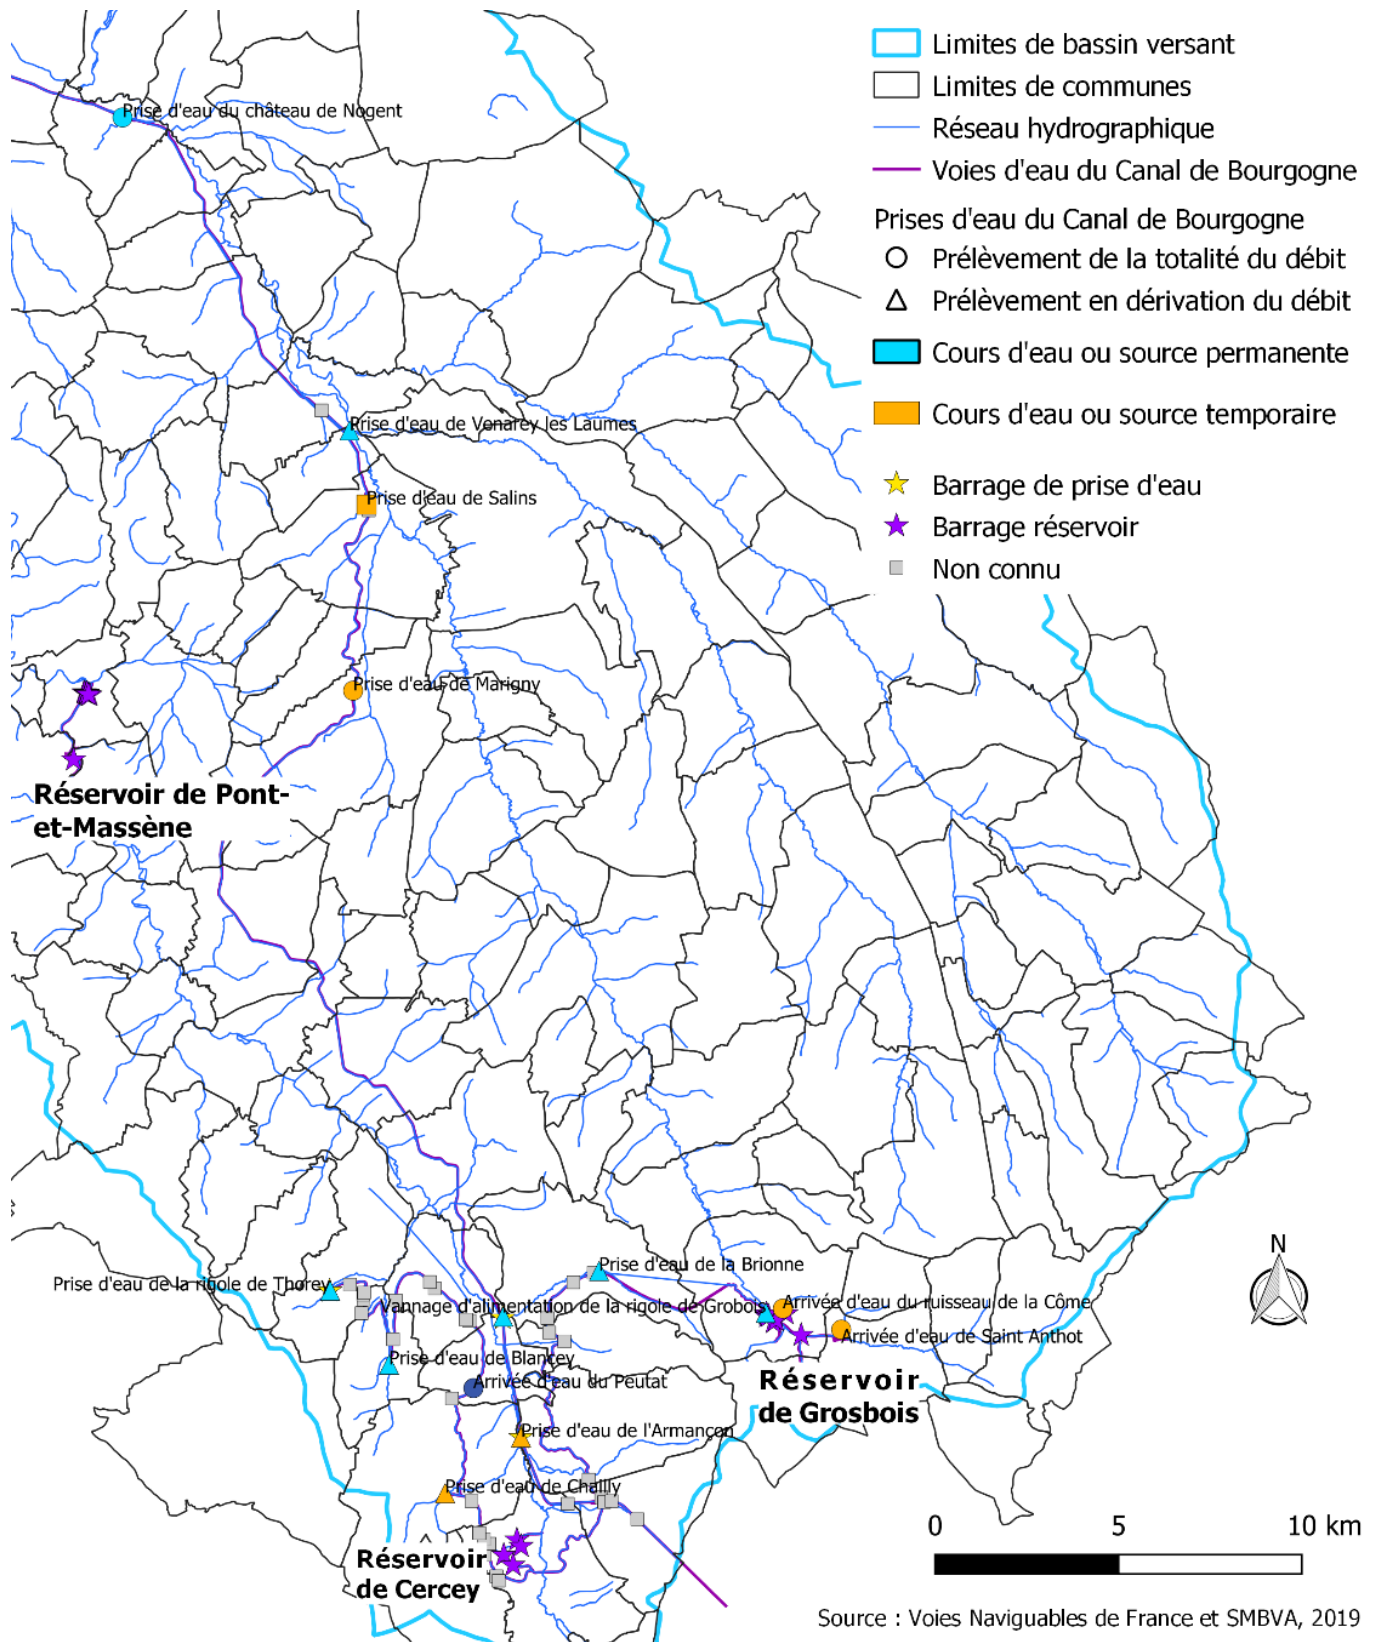 Limites de bassin versant
Limites de communes
Réseau hydrographique
Voies d'eau du Canal de Bourgogne
Prises d'eau du Canal de Bourgogne
Prélèvement de la totalité du débit
Prélèvement en dérivation du débit
Cours d'eau ou source permanente
Cours d'eau ou source temporaire
Barrage de prise d'eau
Barrage réservoir
Non connu
Prise d'eau du château de Nogent
Prise d'eau de Venarey les Laumes
Prise d'eau de Salins
Prise d'eau de Marigny
Réservoir de Pont-
et-Massène
Prise d'eau de la Brionne
Prise d'eau de la rigole de Thorey
Vannage d'alimentation de la rigole de Grobois
Arrivée d'eau du ruisseau de la Côme
Arrivée d'eau de Saint Anthot
Prise d'eau de Blancey
Arrivée d'eau du Peutat
Réservoir
de Grosbois
Prise d'eau de l'Armançon
Prise d'eau de Chailly
Réservoir
de Cercey
N
0 5 10 km
Source : Voies Naviguables de France et SMBVA, 2019